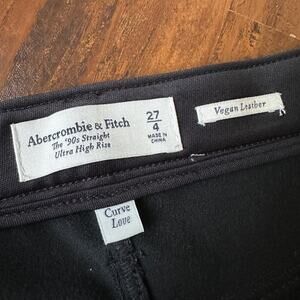 Abercrombie & Fitch
The '90s Straight
Ultra High Rise
27
4
MADE IN
CHINA
Vegan Leather
Curve
Love